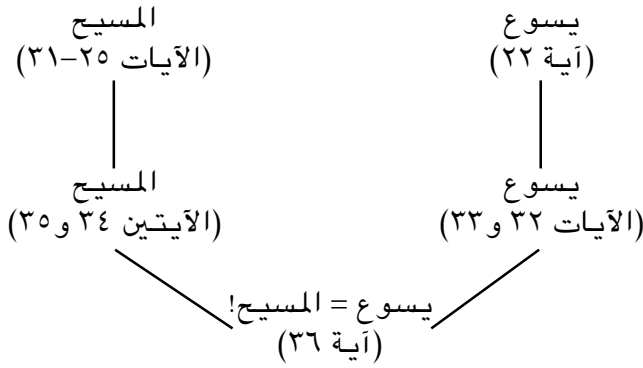 يسوع
(آية ٢٢)
المسيح
(الآيات ٢٥–٣١)
يسوع
(الآيات ٣٢ و٣٣)
المسيح
(الآيتين ٣٤ و٣٥)
يسوع = المسيح!
(آية ٣٦)